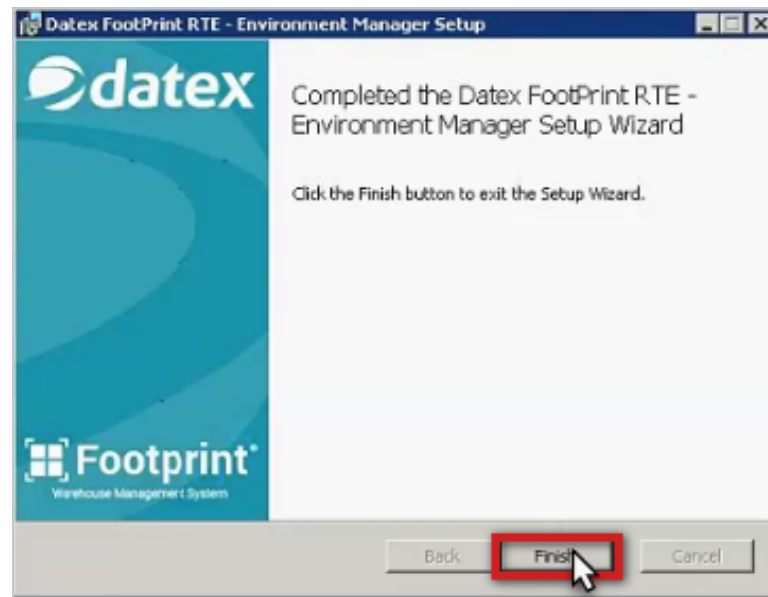 Datex FootPrint RTE - Environment Manager Setup
datex
Completed the Datex FootPrint RTE -
Environment Manager Setup Wizard
Click the Finish button to exit the Setup Wizard.
Footprint
Warehouse Management System
Back
Finish
Cancel